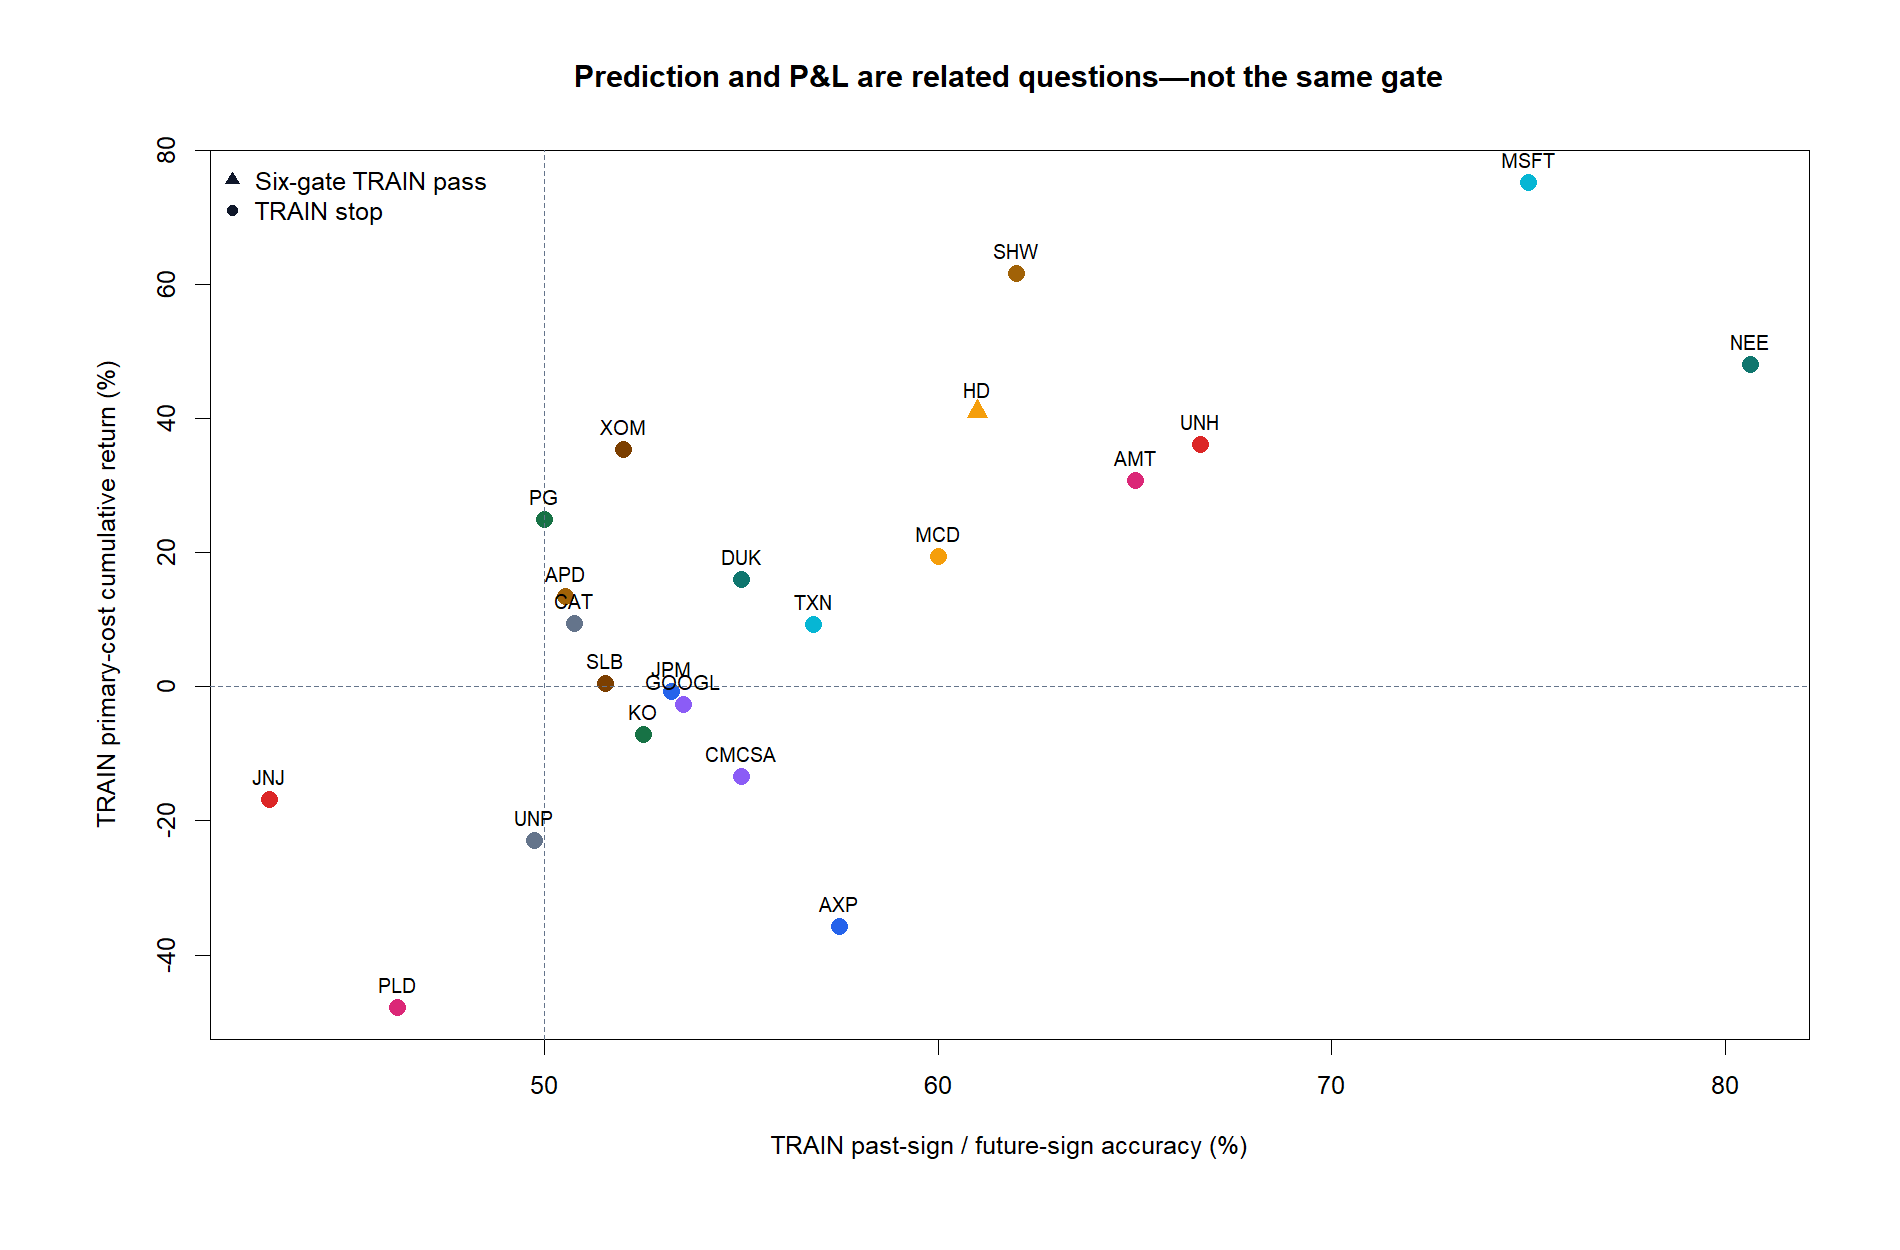 Prediction and P&L are related questions—not the same gate
Six-gate TRAIN pass
TRAIN stop
TRAIN primary-cost cumulative return (%)
80
60
40
20
0
-20
-40
MSFT
SHW
NEE
HD
UNH
XOM
AMT
PG
MCD
DUK
APD
CAT
TXN
SLB
JPM
GOOGL
KO
CMCSA
JNJ
UNP
AXP
PLD
50 60 70 80
TRAIN past-sign / future-sign accuracy (%)